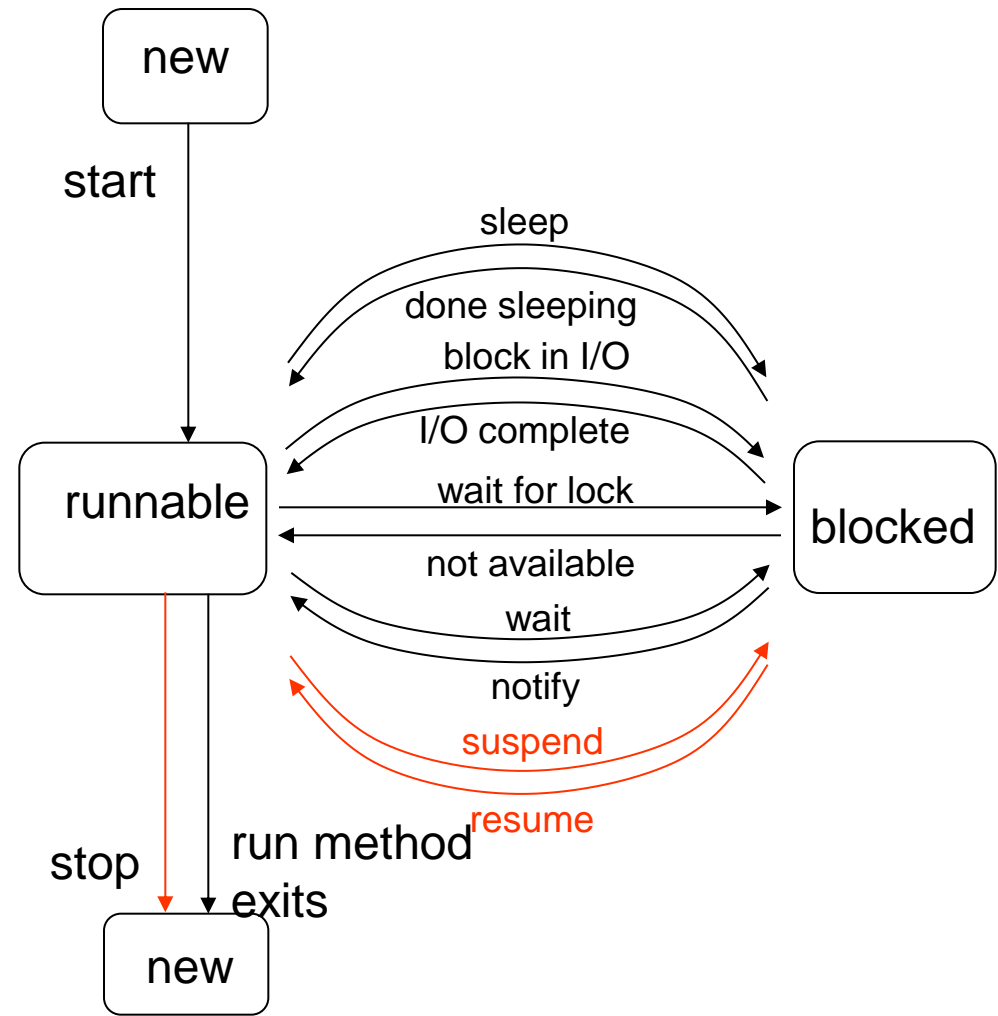 new
start
sleep
done sleeping
block in I/O
I/O complete
wait for lock
runnable
blocked
not available
wait
notify
suspend
resume
stop
run method
exits
new